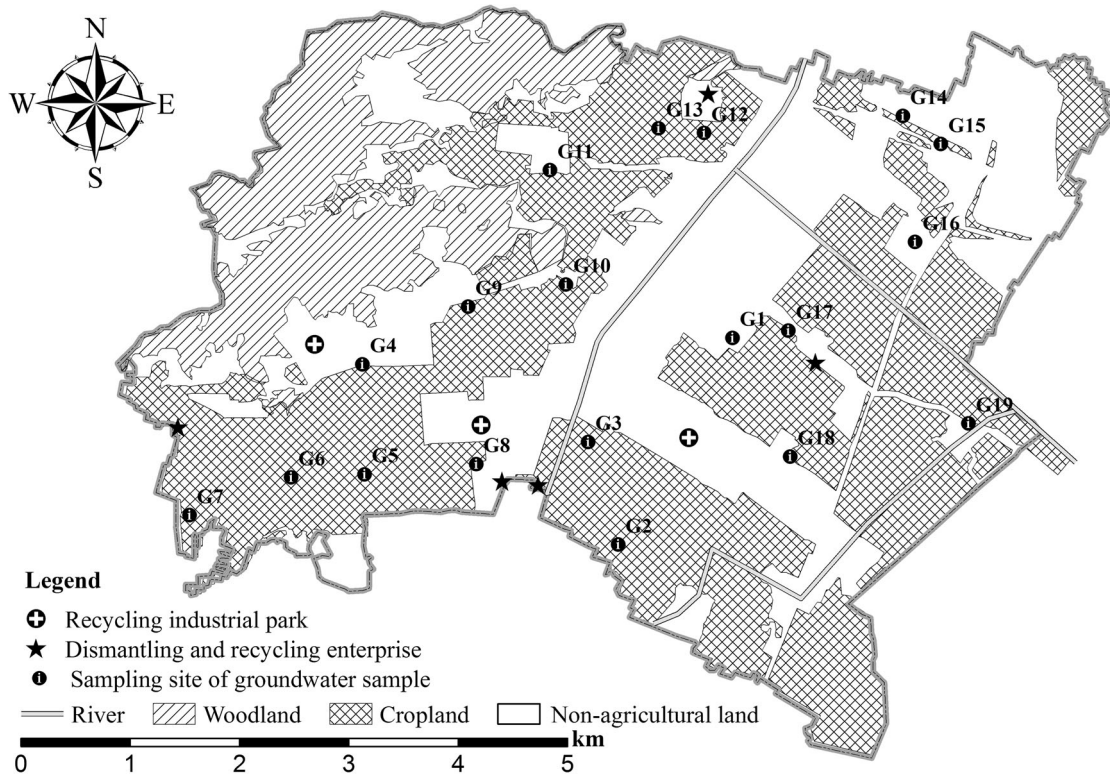 N
W E
S
G14
G13 G12
G15
G11
G16
G10
G9
G17
G1
G4
G19
G3
G18
G8
G6 G5
G7
G2
Legend
Recycling industrial park
Dismantling and recycling enterprise
Sampling site of groundwater sample
River Woodland Cropland Non-agricultural land
km
0 1 2 3 4 5